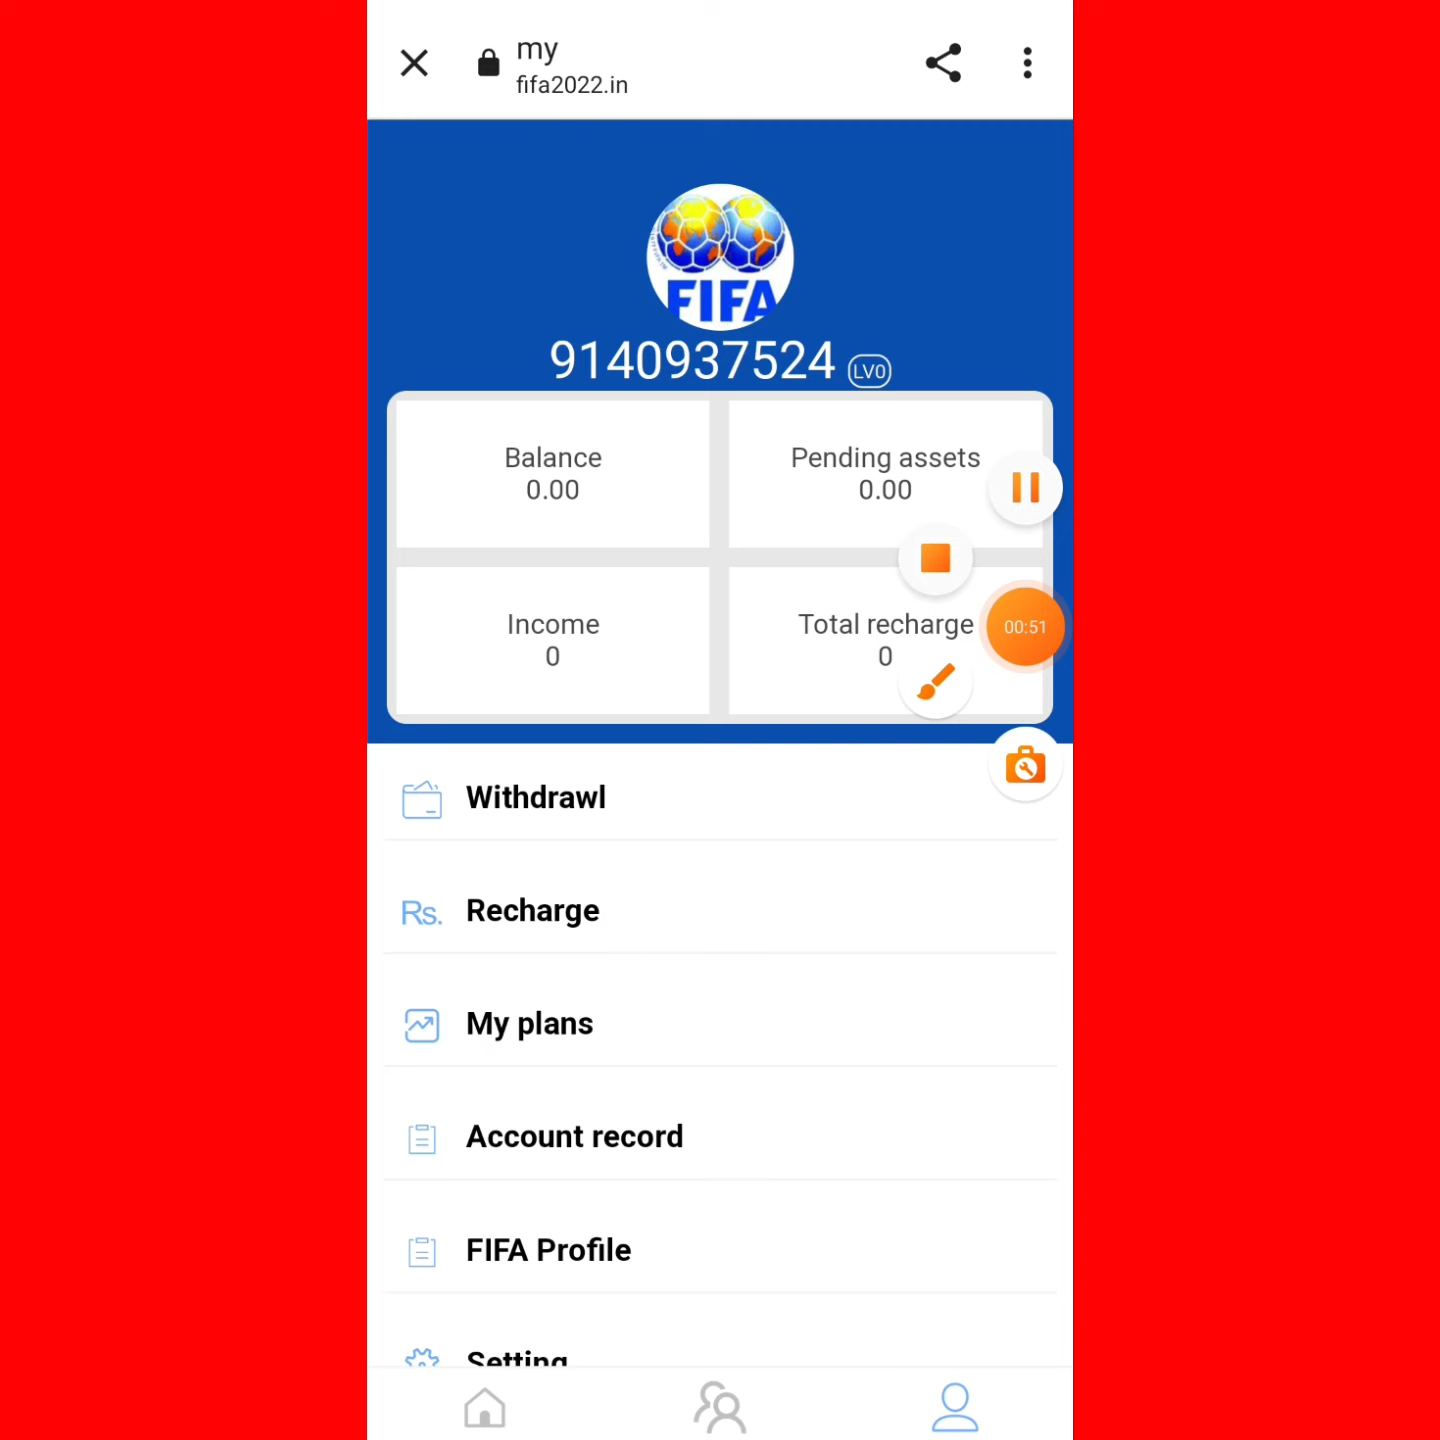 my
fifa2022.in
FIFA
9140937524 LV0
Balance
0.00
Pending assets
0.00
Income
0
Total recharge
0
00:51
Withdrawl
Rs. Recharge
My plans
Account record
FIFA Profile
Setting